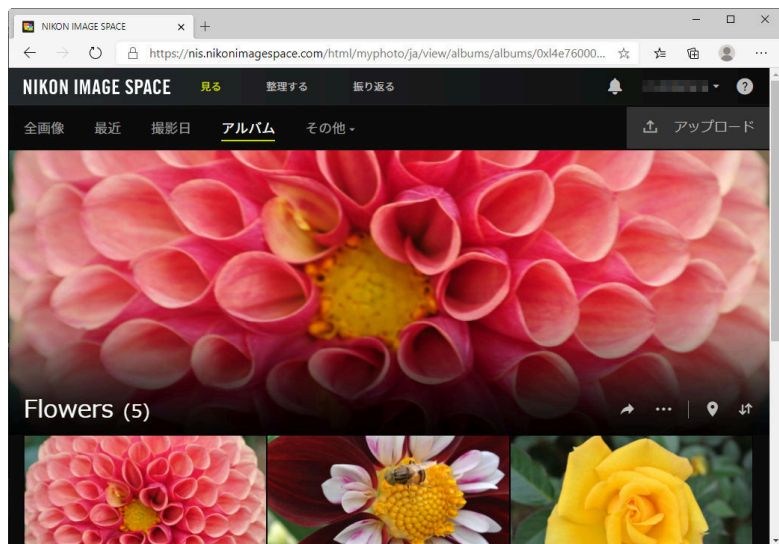 NIKON IMAGE SPACE
https://nis.nikonimagespace.com/html/myphoto/ja/view/albums/albums/0xl4e76000...
NIKON IMAGE SPACE 見る 整理する 振り返る
全画像 最近 撮影日 アルバム その他 アップロード
Flowers (5)